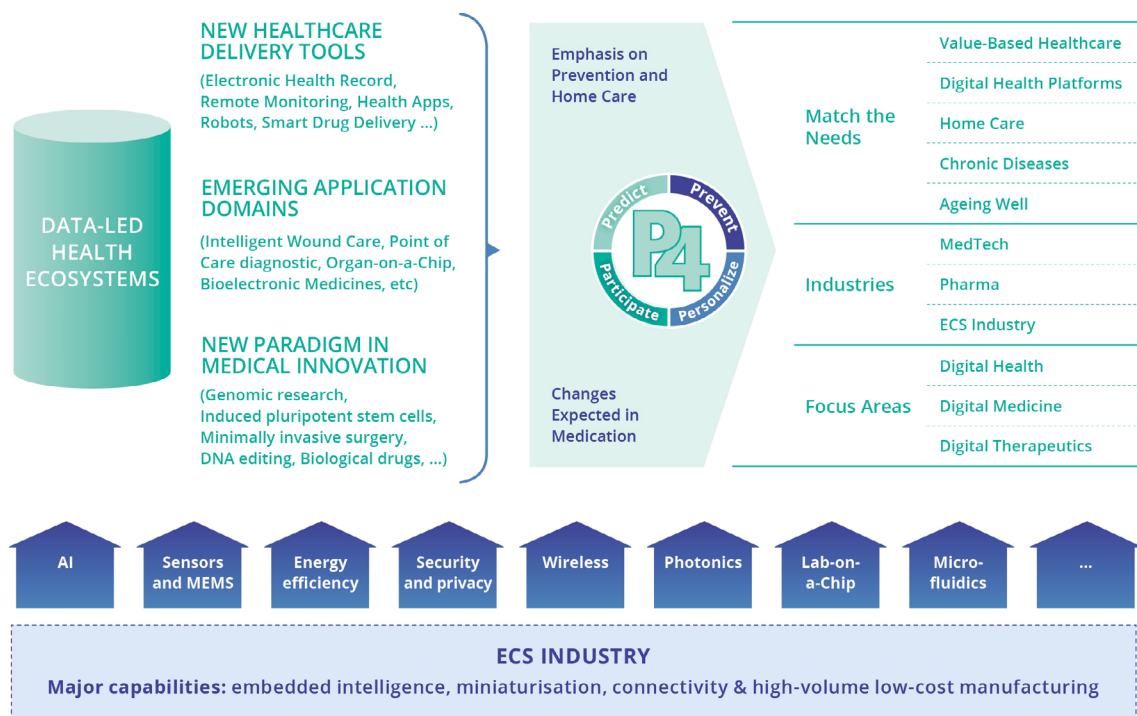 DATA-LED
HEALTH
ECOSYSTEMS
NEW HEALTHCARE
DELIVERY TOOLS
(Electronic Health Record,
Remote Monitoring, Health Apps,
Robots, Smart Drug Delivery ...)
EMERGING APPLICATION
DOMAINS
(Intelligent Wound Care, Point of
Care diagnostic, Organ-on-a-Chip,
Bioelectronic Medicines, etc)
NEW PARADIGM IN
MEDICAL INNOVATION
(Genomic research,
Induced pluripotent stem cells,
Minimally invasive surgery,
DNA editing, Biological drugs, ...)
Emphasis on
Prevention and
Home Care
Predict
Prevent
P4
Participate
Personalize
Changes
Expected in
Medication
Match the
Needs
Value-Based Healthcare
Digital Health Platforms
Home Care
Chronic Diseases
Ageing Well
Industries
MedTech
Pharma
ECS Industry
Focus Areas
Digital Health
Digital Medicine
Digital Therapeutics
AI
Sensors
and MEMS
Energy
efficiency
Security
and privacy
Wireless
Photonics
Lab-on-
a-Chip
Micro-
fluidics
...
ECS INDUSTRY
Major capabilities: embedded intelligence, miniaturisation, connectivity & high-volume low-cost manufacturing